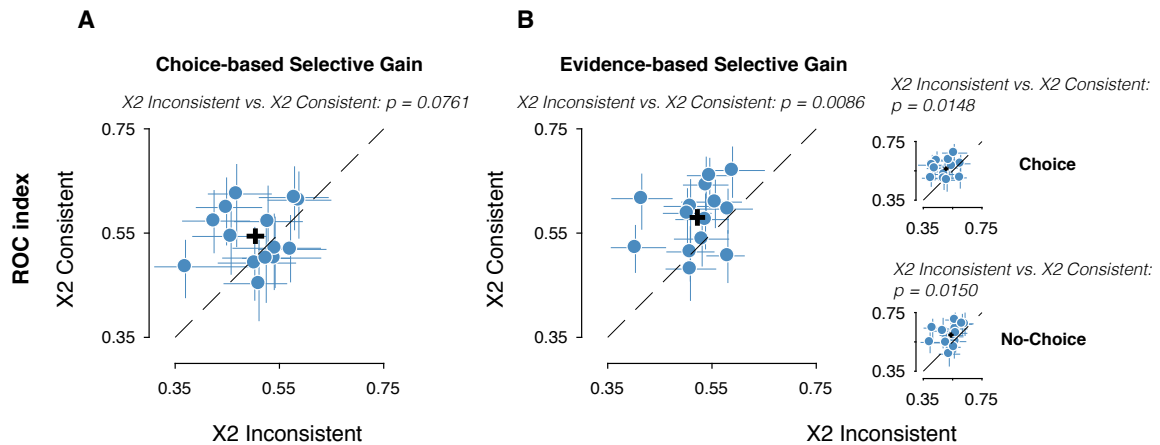 A
Choice-based Selective Gain
X2 Inconsistent vs. X2 Consistent: p = 0.0761
ROC index
X2 Consistent
0.75
0.55
0.35
0.35 0.55 0.75
X2 Inconsistent
B
Evidence-based Selective Gain
X2 Inconsistent vs. X2 Consistent: p = 0.0086
X2 Consistent
0.75
0.55
0.35
0.35 0.55 0.75
X2 Inconsistent
X2 Inconsistent vs. X2 Consistent:
p = 0.0148
0.75
0.35
0.35 0.75
Choice
X2 Inconsistent vs. X2 Consistent:
p = 0.0150
0.75
0.35
0.35 0.75
No-Choice